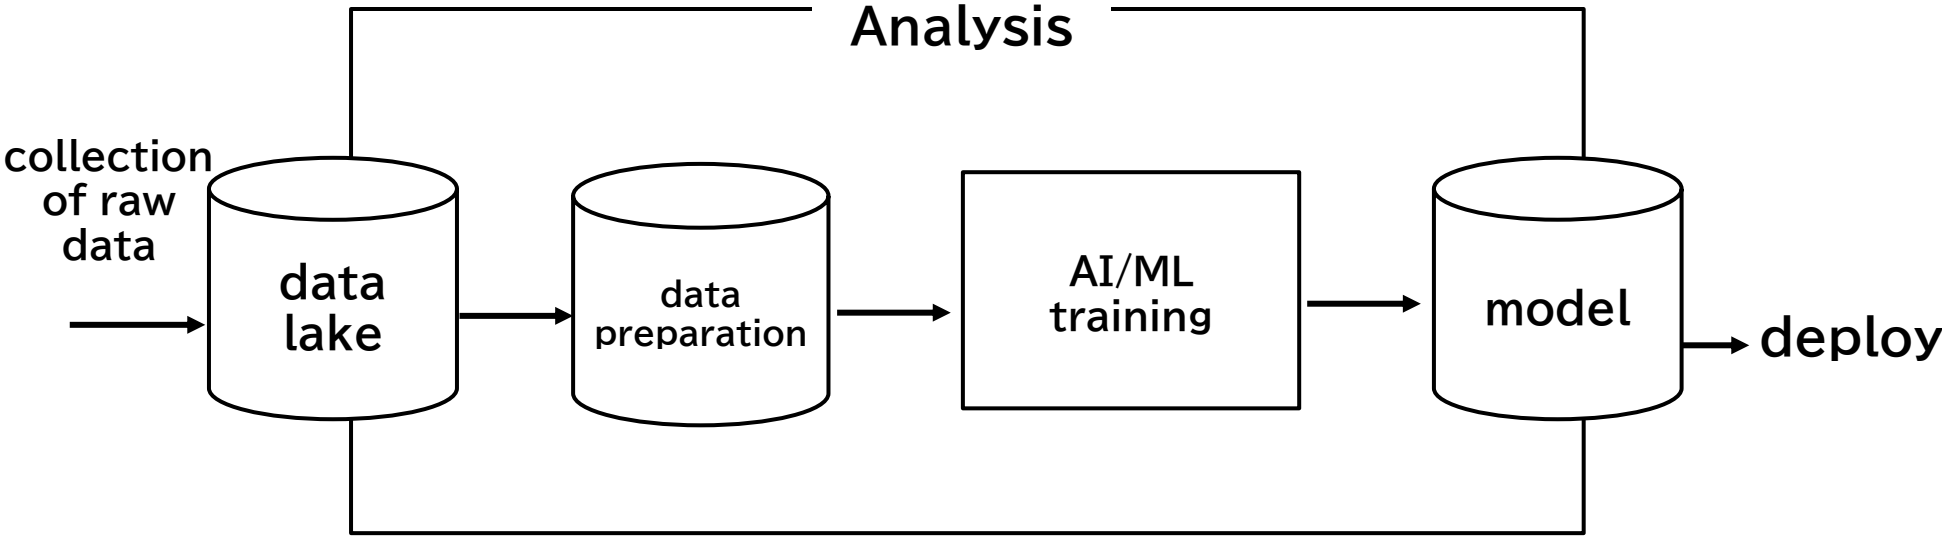 Analysis
collection
of raw
data
data
lake
data
preparation
AI/ML
training
model
deploy